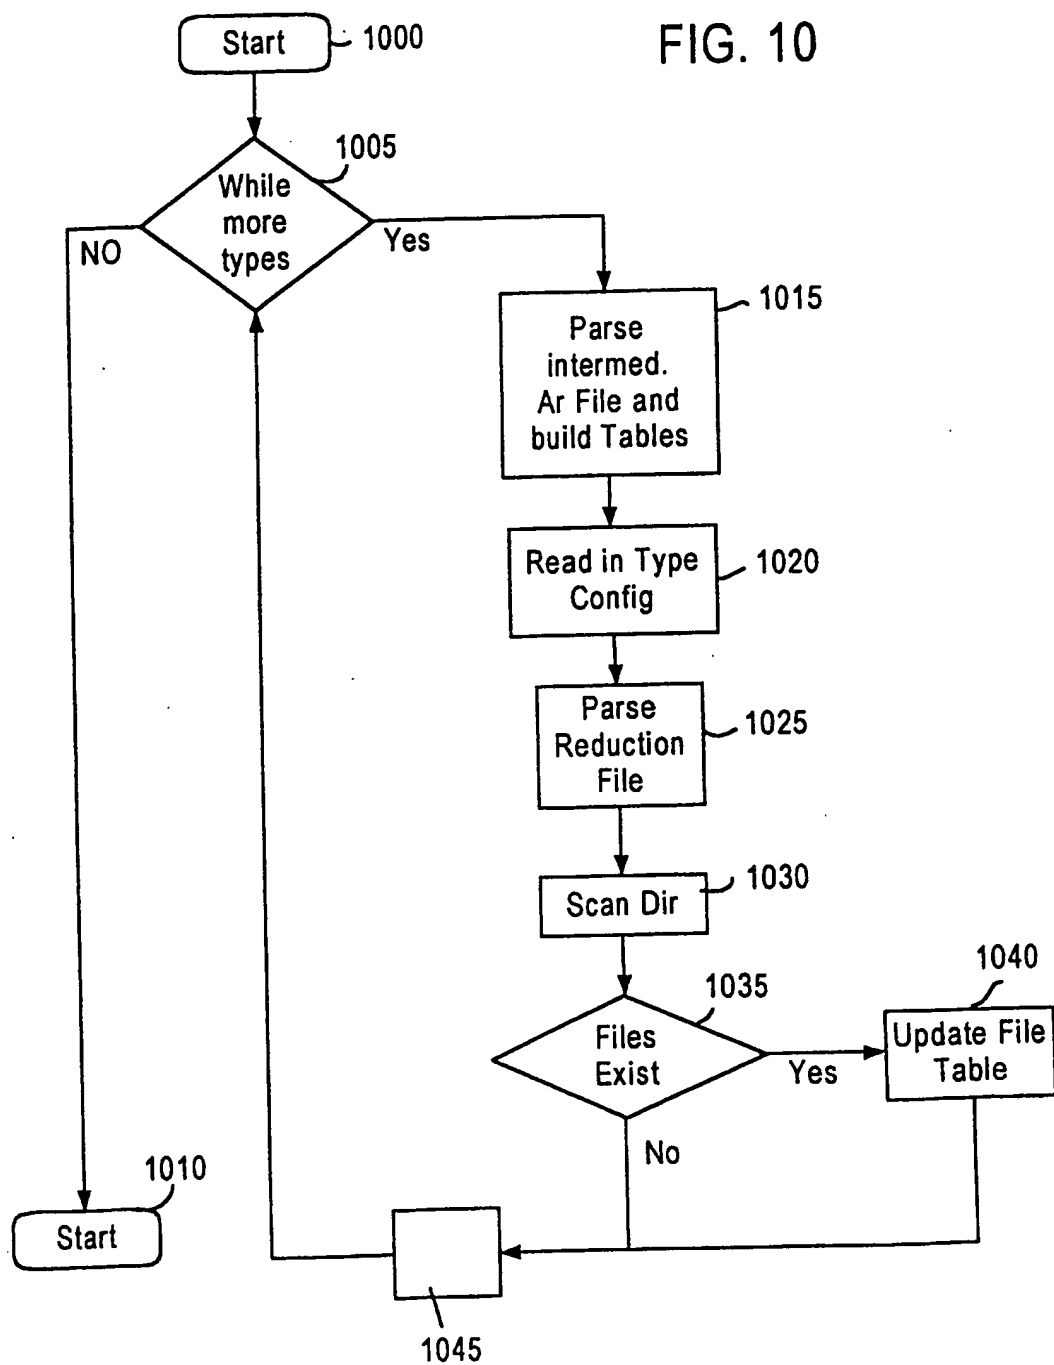 FIG. 10
Start
1000
1005
While
more
types
NO
Yes
1015
Parse
intermed.
Ar File and
build Tables
Read in Type
Config
1020
Parse
Reduction
File
1025
Scan Dir
1030
1035
Files
Exist
Yes
No
1040
Update File
Table
1010
Start
1045